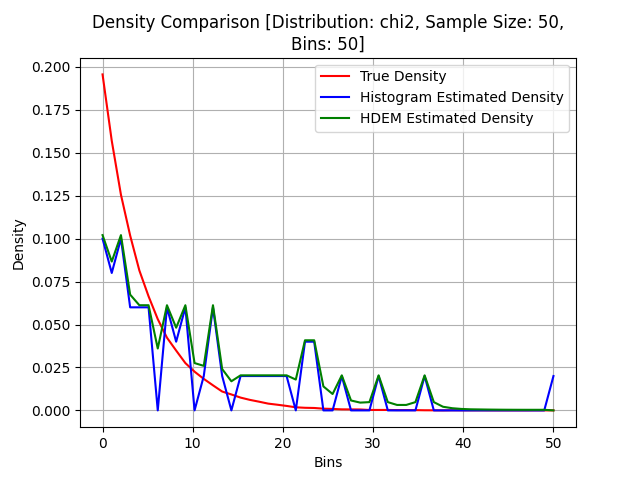 Density Comparison [Distribution: chi2, Sample Size: 50,
Bins: 50]
True Density
Histogram Estimated Density
HDEM Estimated Density
Density
0.200
0.175
0.150
0.125
0.100
0.075
0.050
0.025
0.000
0 10 20 30 40 50
Bins